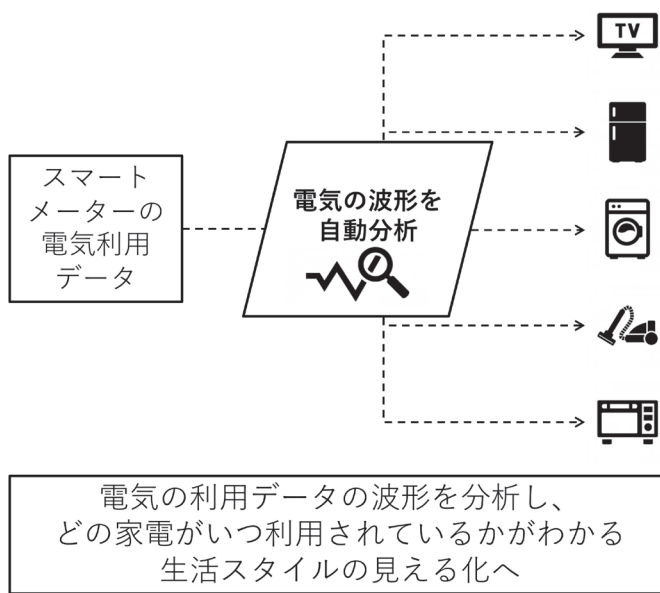 TV
スマート
メーターの
電気利用
データ
電気の波形を
自動分析
電気の利用データの波形を分析し、
どの家電がいつ利用されているかがわかる
生活スタイルの見える化へ